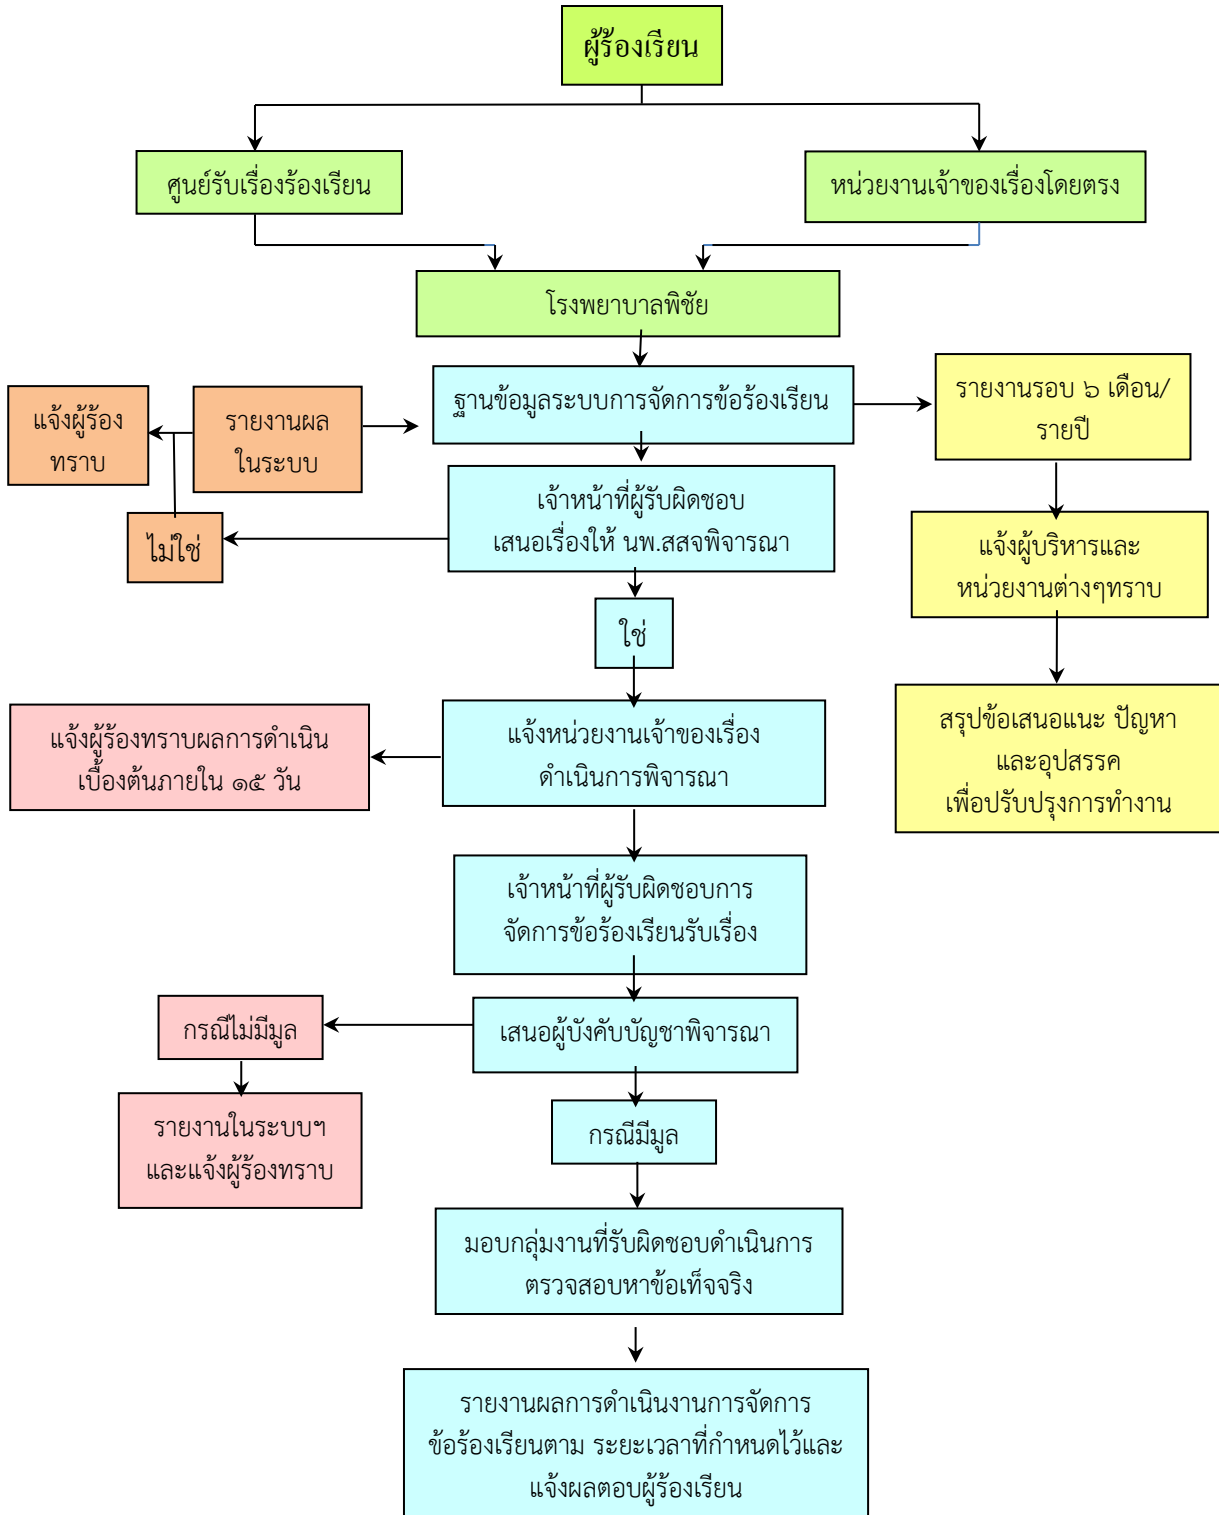 ผู้ร้องเรียน
ศูนย์รับเรื่องร้องเรียน
หน่วยงานเจ้าของเรื่องโดยตรง
โรงพยาบาลพิชัย
ฐานข้อมูลระบบการจัดการข้อร้องเรียน
รายงานรอบ ๖ เดือน/
รายปี
แจ้งผู้ร้อง
ทราบ
รายงานผล
ในระบบ
เจ้าหน้าที่ผู้รับผิดชอบ
เสนอเรื่องให้ นพ.สสจพิจารณา
ไม่ใช่
แจ้งผู้บริหารและ
หน่วยงานต่างๆทราบ
ใช่
แจ้งผู้ร้องทราบผลการดำเนิน
เบื้องต้นภายใน ๑๕ วัน
แจ้งหน่วยงานเจ้าของเรื่อง
ดำเนินการพิจารณา
สรุปข้อเสนอแนะ ปัญหา
และอุปสรรค
เพื่อปรับปรุงการทำงาน
เจ้าหน้าที่ผู้รับผิดชอบการ
จัดการข้อร้องเรียนรับเรื่อง
กรณีไม่มีมูล
เสนอผู้บังคับบัญชาพิจารณา
รายงานในระบบฯ
และแจ้งผู้ร้องทราบ
กรณีมีมูล
มอบกลุ่มงานที่รับผิดชอบดำเนินการ
ตรวจสอบหาข้อเท็จจริง
รายงานผลการดำเนินงานการจัดการ
ข้อร้องเรียนตาม ระยะเวลาที่กำหนดไว้และ
แจ้งผลตอบผู้ร้องเรียน